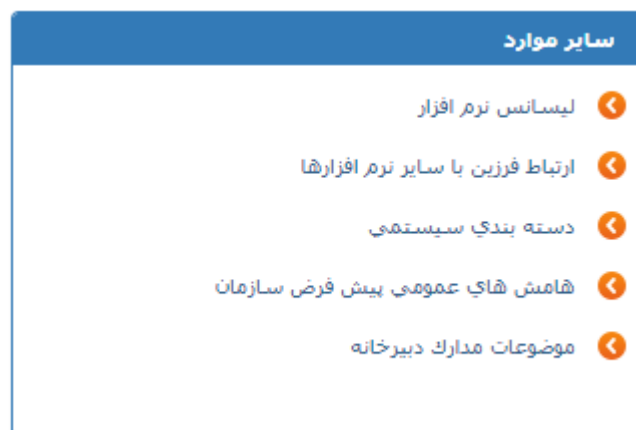 ساير موارد
ليسانس نرم افزار
ارتباط فرزين با ساير نرم افزارها
دسته بندي سيستمي
هامش هاي عمومي پيش فرض سازمان
موضوعات مدارك دبيرخانه